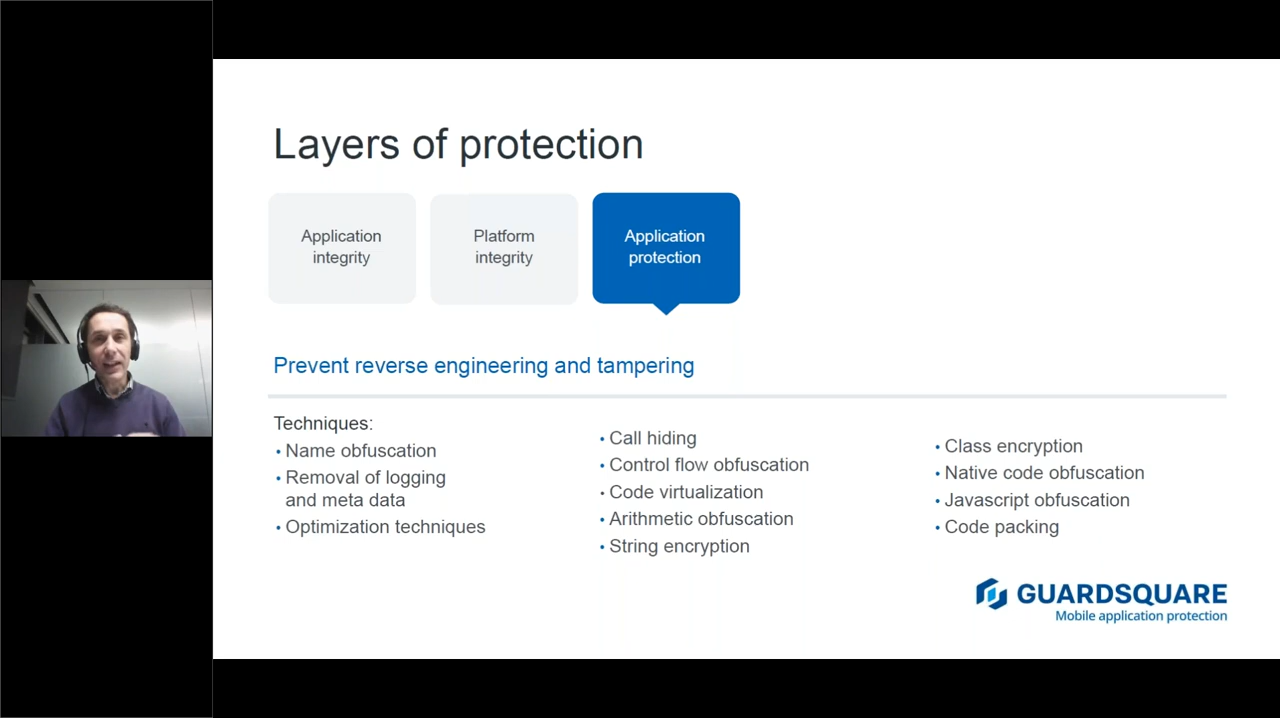 Layers of protection
Application
integrity
Platform
integrity
Application
protection
Prevent reverse engineering and tampering
Techniques:
• Name obfuscation
• Removal of logging
and meta data
• Optimization techniques
• Call hiding
• Control flow obfuscation
• Code virtualization
• Arithmetic obfuscation
• String encryption
• Class encryption
• Native code obfuscation
• Javascript obfuscation
• Code packing
GUARDSQUARE
Mobile application protection